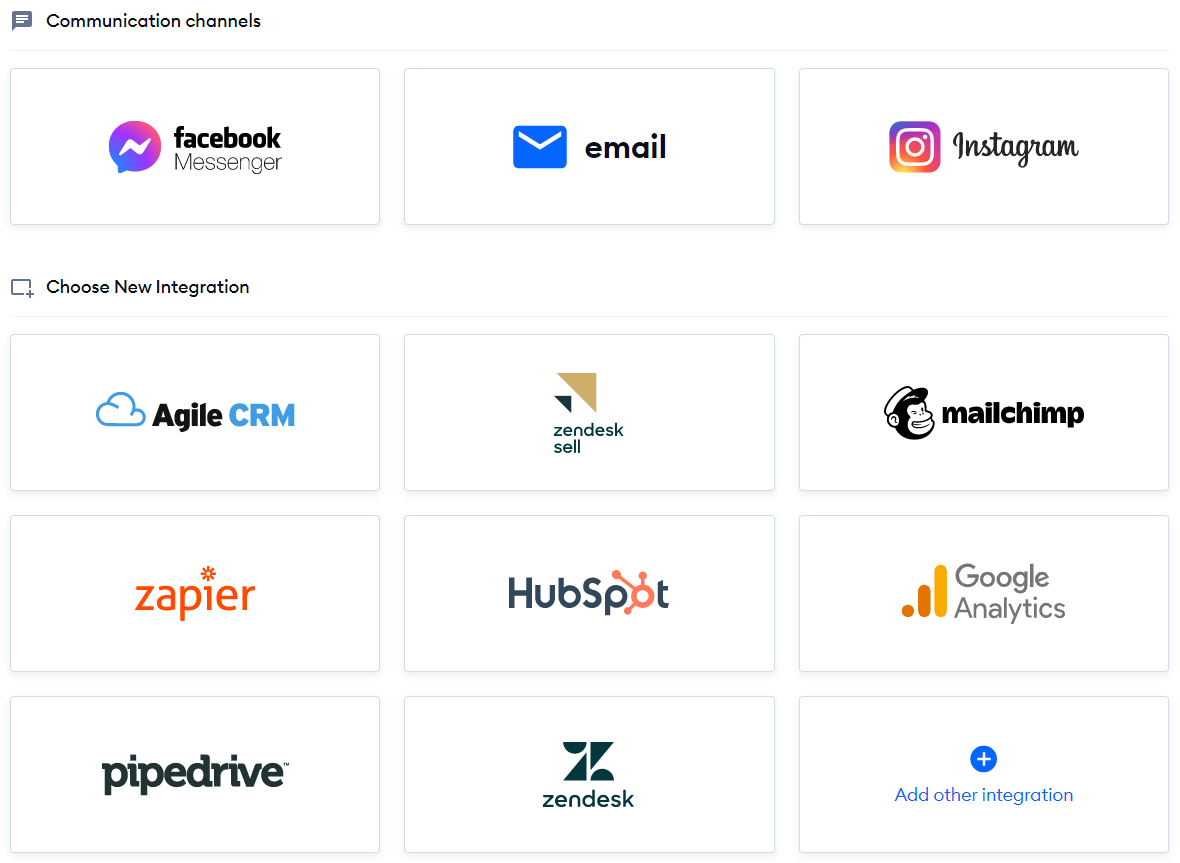 Communication channels
facebook
Messenger
email
Instagram
Choose New Integration
Agile CRM
zendesk
sell
mailchimp
zapier
HubSpot
Google
Analytics
pipedrive™
zendesk
Add other integration